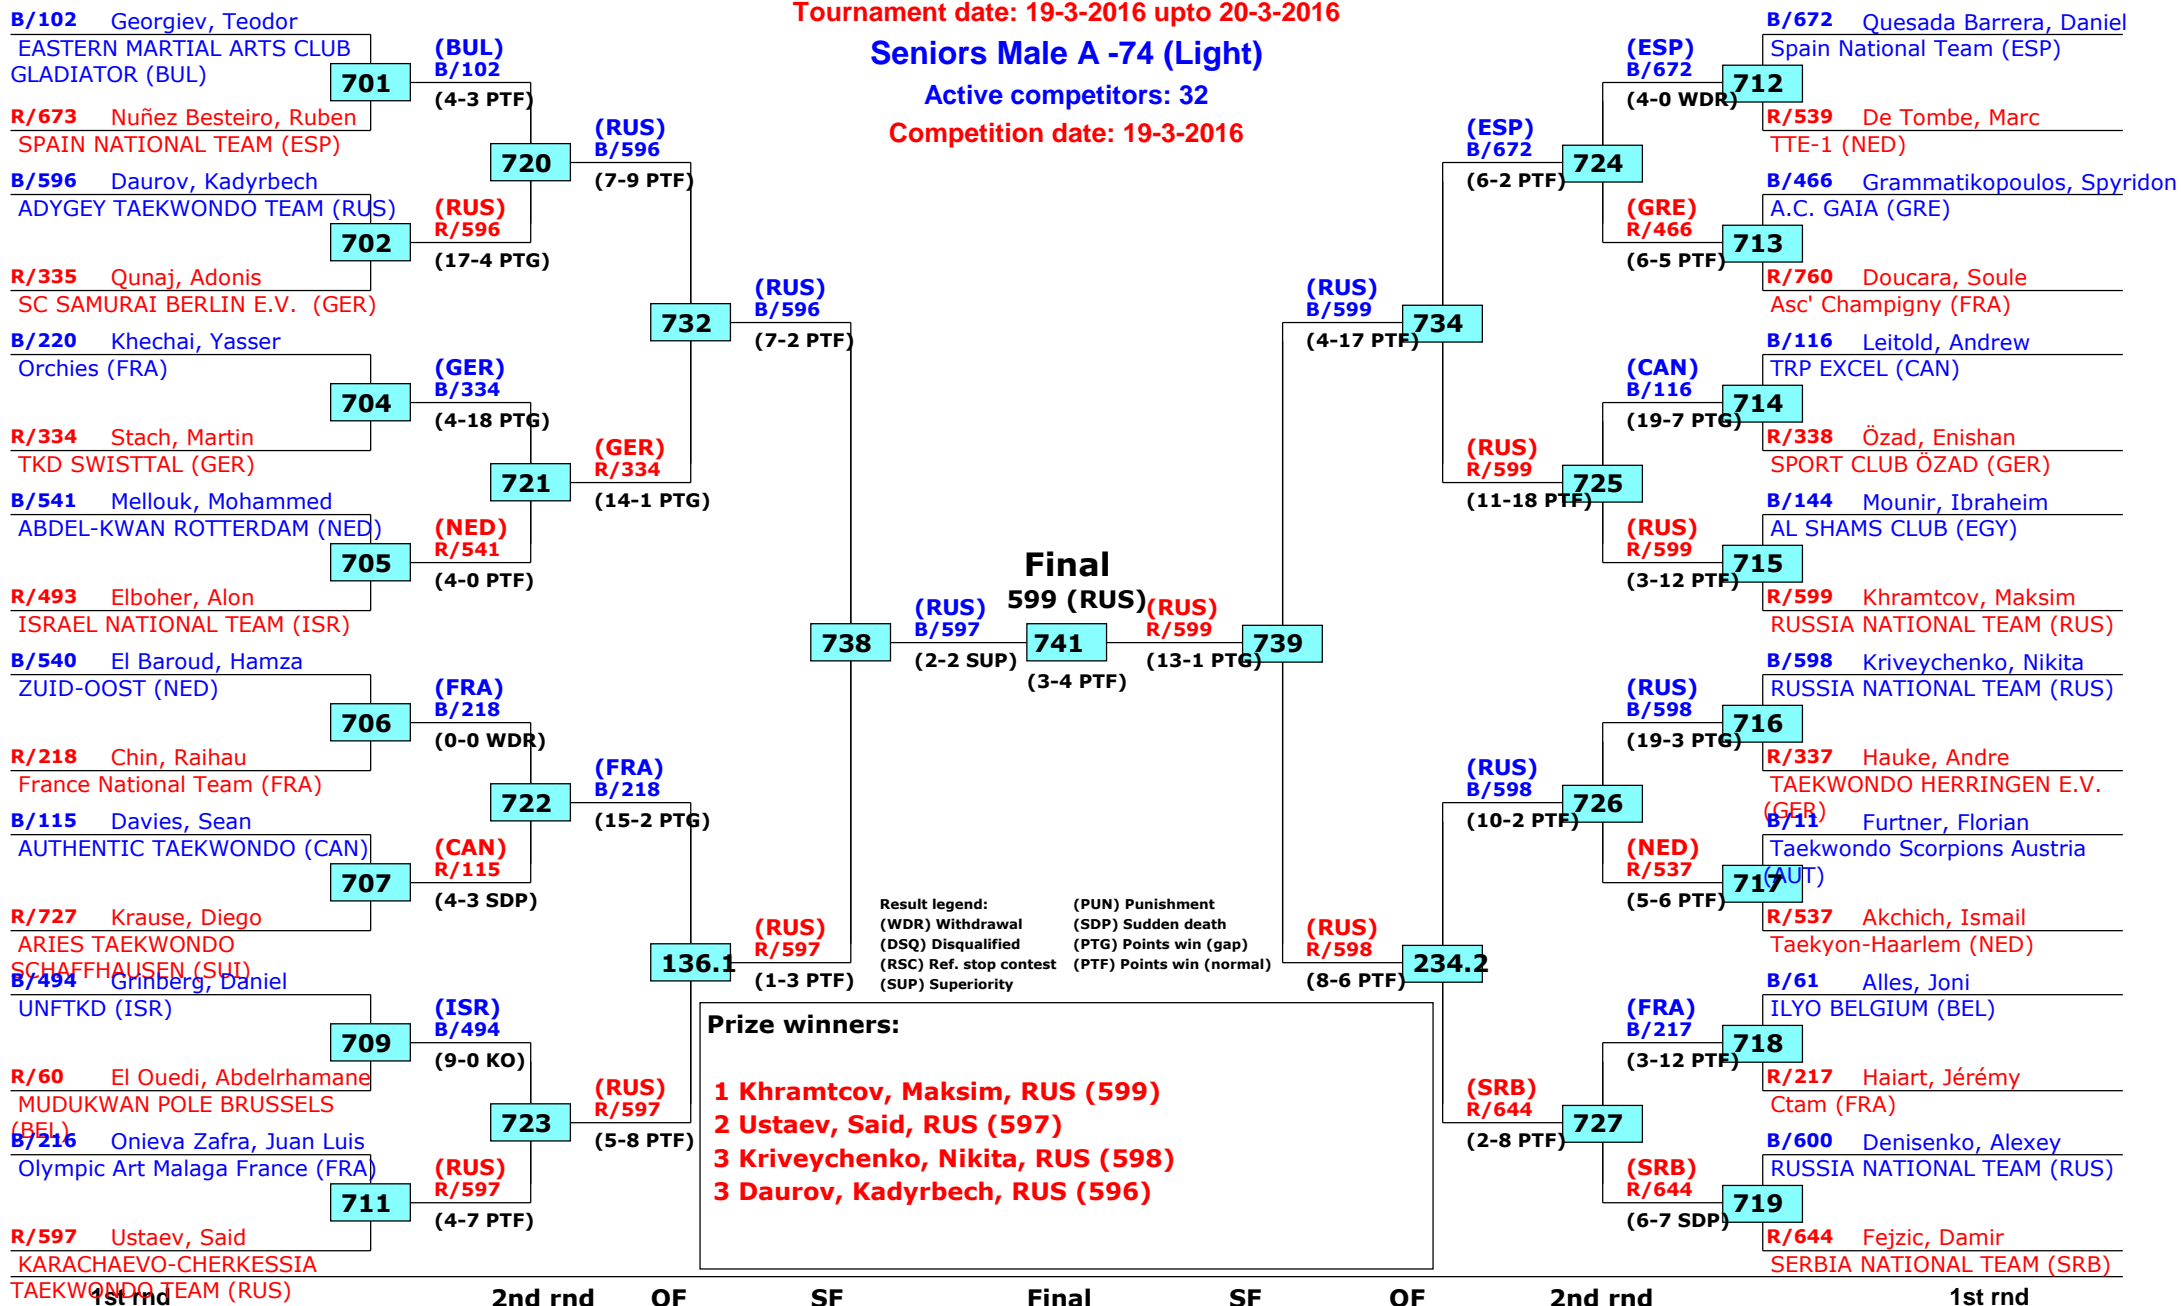 Tournament date: 19-3-2016 upto 20-3-2016
Seniors Male A -74 (Light)
Active competitors: 32
Competition date: 19-3-2016
B/102 Georgiev, Teodor
EASTERN MARTIAL ARTS CLUB
GLADIATOR (BUL)
701
R/673 Nuñez Besteiro, Ruben
SPAIN NATIONAL TEAM (ESP)
B/596 Daurov, Kadyrbech
ADYGEY TAEKWONDO TEAM (RUS)
702
R/335 Qunaj, Adonis
SC SAMURAI BERLIN E.V. (GER)
B/220 Khechai, Yasser
Orchies (FRA)
704
R/334 Stach, Martin
TKD SWISTTAL (GER)
B/541 Mellouk, Mohammed
ABDEL-KWAN ROTTERDAM (NED)
705
R/493 Elboher, Alon
ISRAEL NATIONAL TEAM (ISR)
B/540 El Baroud, Hamza
ZUID-OOST (NED)
706
R/218 Chin, Raihau
France National Team (FRA)
B/115 Davies, Sean
AUTHENTIC TAEKWONDO (CAN)
707
R/727 Krause, Diego
ARIES TAEKWONDO
SCHAFFHAUSEN (SUI)
B/494 Grinberg, Daniel
UNFTKD (ISR)
709
R/60 El Ouedi, Abdelrhamane
MUDUKWAN POLE BRUSSELS
(BEL)
B/216 Onieva Zafra, Juan Luis
Olympic Art Malaga France (FRA)
711
R/597 Ustaev, Said
KARACHAEVO-CHERKESSIA
TAEKWONDO TEAM (RUS)
(BUL)
B/102
(4-3 PTF)
720
(RUS)
R/596
(17-4 PTG)
(GER)
B/334
(4-18 PTG)
721
(NED)
R/541
(4-0 PTF)
(FRA)
B/218
(0-0 WDR)
722
(CAN)
R/115
(4-3 SDP)
(ISR)
B/494
(9-0 KO)
723
(RUS)
R/597
(4-7 PTF)
(RUS)
B/596
(7-9 PTF)
732
(GER)
R/334
(14-1 PTG)
(FRA)
B/218
(15-2 PTG)
136.1
(RUS)
R/597
(5-8 PTF)
(RUS)
B/596
(7-2 PTF)
738
(RUS)
R/597
(1-3 PTF)
(RUS)
B/597
(2-2 SUP)
Final
599 (RUS)
741
(3-4 PTF)
(RUS)
R/599
(13-1 PTG)
739
(RUS)
B/599
(4-17 PTF)
734
(RUS)
R/598
(8-6 PTF)
234.2
(ESP)
B/672
(6-2 PTF)
724
(RUS)
R/599
(11-18 PTF)
725
(RUS)
B/598
(10-2 PTF)
726
(SRB)
R/644
(2-8 PTF)
727
(ESP)
B/672
(4-0 WDR)
(GRE)
R/466
(6-5 PTF)
(CAN)
B/116
(19-7 PTG)
(RUS)
R/599
(3-12 PTF)
(RUS)
B/598
(19-3 PTG)
(NED)
R/537
(5-6 PTF)
(FRA)
B/217
(3-12 PTF)
(SRB)
R/644
(6-7 SDP)
B/672 Quesada Barrera, Daniel
Spain National Team (ESP)
712
R/539 De Tombe, Marc
TTE-1 (NED)
B/466 Grammatikopoulos, Spyridon
A.C. GAIA (GRE)
713
R/760 Doucara, Soule
Asc' Champigny (FRA)
B/116 Leitold, Andrew
TRP EXCEL (CAN)
714
R/338 Özad, Enishan
SPORT CLUB ÖZAD (GER)
B/144 Mounir, Ibraheim
AL SHAMS CLUB (EGY)
715
R/599 Khramtcov, Maksim
RUSSIA NATIONAL TEAM (RUS)
B/598 Kriveychenko, Nikita
RUSSIA NATIONAL TEAM (RUS)
716
R/337 Hauke, Andre
TAEKWONDO HERRINGEN E.V.
(GER)
B/11 Furtner, Florian
Taekwondo Scorpions Austria
(AUT)
717
R/537 Akchich, Ismail
Taekyon-Haarlem (NED)
B/61 Alles, Joni
ILYO BELGIUM (BEL)
718
R/217 Haiart, Jérémy
Ctam (FRA)
B/600 Denisenko, Alexey
RUSSIA NATIONAL TEAM (RUS)
719
R/644 Fejzic, Damir
SERBIA NATIONAL TEAM (SRB)
Result legend: (PUN) Punishment
(WDR) Withdrawal (SDP) Sudden death
(DSQ) Disqualified (PTG) Points win (gap)
(RSC) Ref. stop contest (PTF) Points win (normal)
(SUP) Superiority
Prize winners:
1 Khramtcov, Maksim, RUS (599)
2 Ustaev, Said, RUS (597)
3 Kriveychenko, Nikita, RUS (598)
3 Daurov, Kadyrbech, RUS (596)
1st rnd 2nd rnd QF SF Final SF QF 2nd rnd 1st rnd